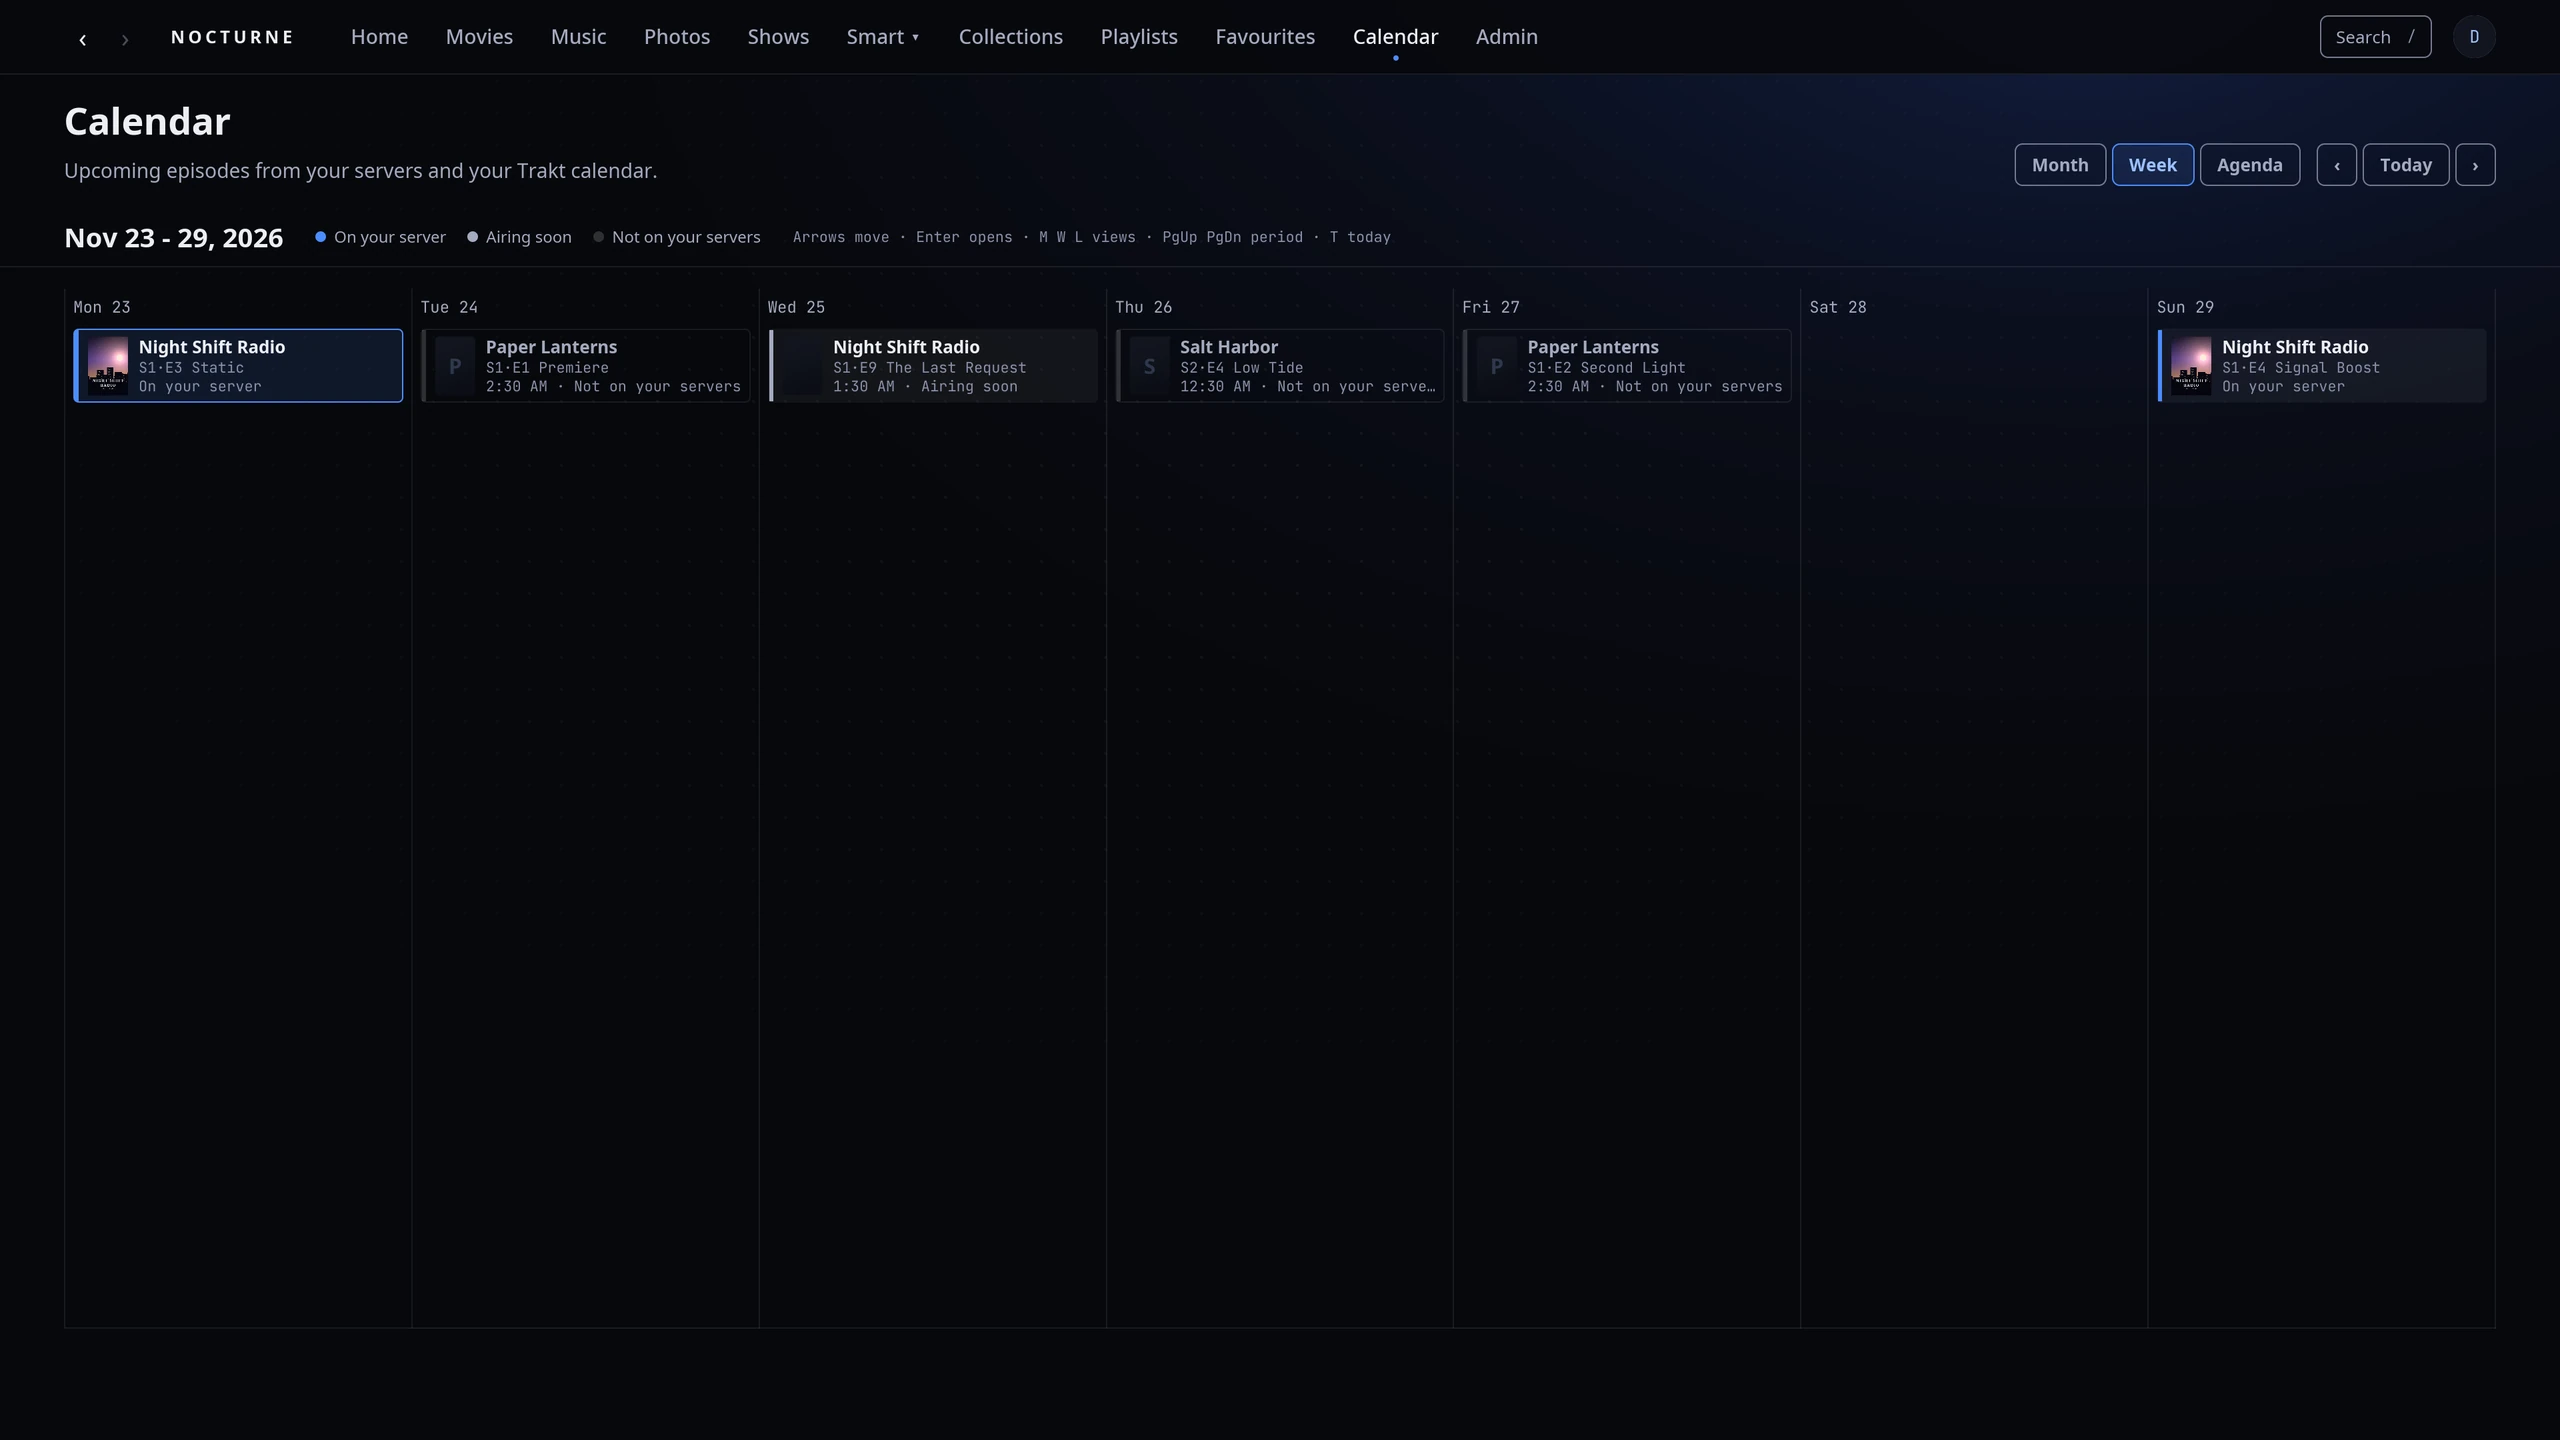 ‹ › NOCTURNE Home Movies Music Photos Shows Smart ▾ Collections Playlists Favourites Calendar Admin Search / D
Calendar
Upcoming episodes from your servers and your Trakt calendar.
Month Week Agenda ‹ Today ›
Nov 23 - 29, 2026 On your server Airing soon Not on your servers Arrows move · Enter opens · M W L views · PgUp PgDn period · T today
Mon 23
Night Shift Radio
S1·E3 Static
On your server
Tue 24
P
Paper Lanterns
S1·E1 Premiere
2:30 AM · Not on your servers
Wed 25
Night Shift Radio
S1·E9 The Last Request
1:30 AM · Airing soon
Thu 26
S
Salt Harbor
S2·E4 Low Tide
12:30 AM · Not on your serve…
Fri 27
P
Paper Lanterns
S1·E2 Second Light
2:30 AM · Not on your servers
Sat 28
Sun 29
Night Shift Radio
S1·E4 Signal Boost
On your server